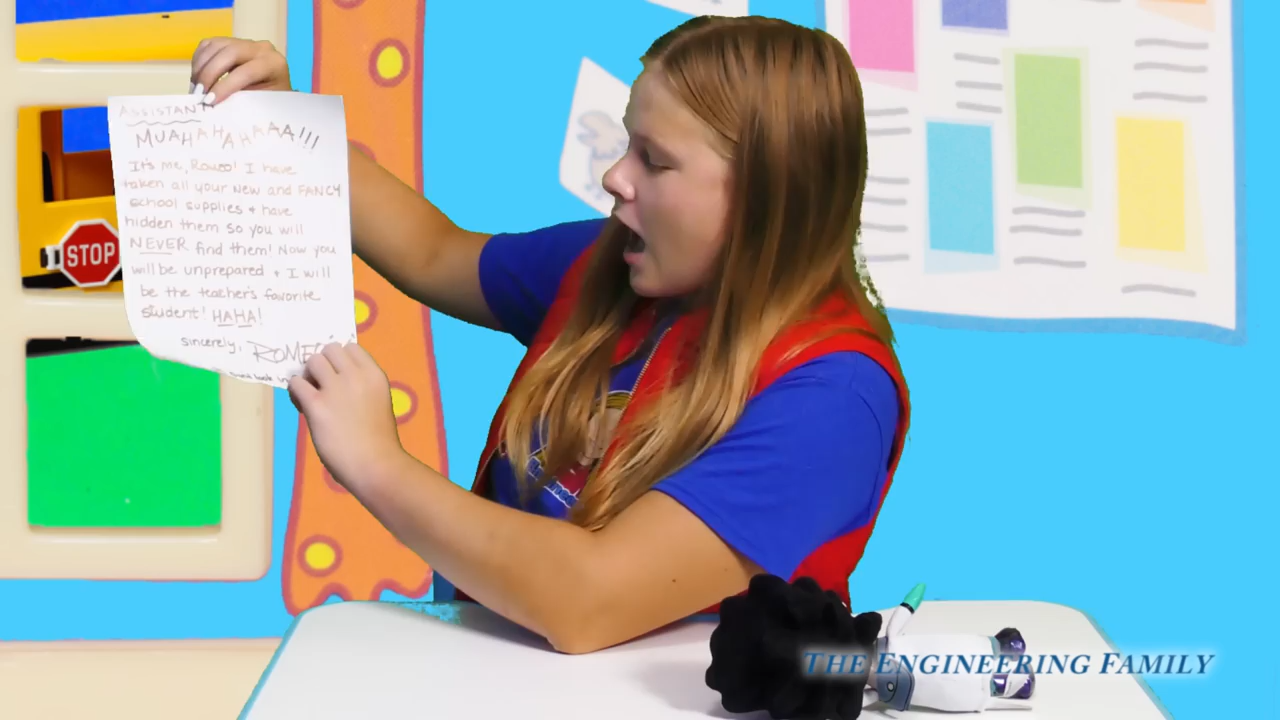 ASSISTANT
MUAHAHAHAAA!!!
It's me, Romeo! I have
taken all your new and FANCY
school supplies + have
hidden them so you will
NEVER find them! Now you
will be unprepared + I will
be the teacher's favorite
student! HAHA!
sincerely, ROMEO
STOP
THE ENGINEERING FAMILY